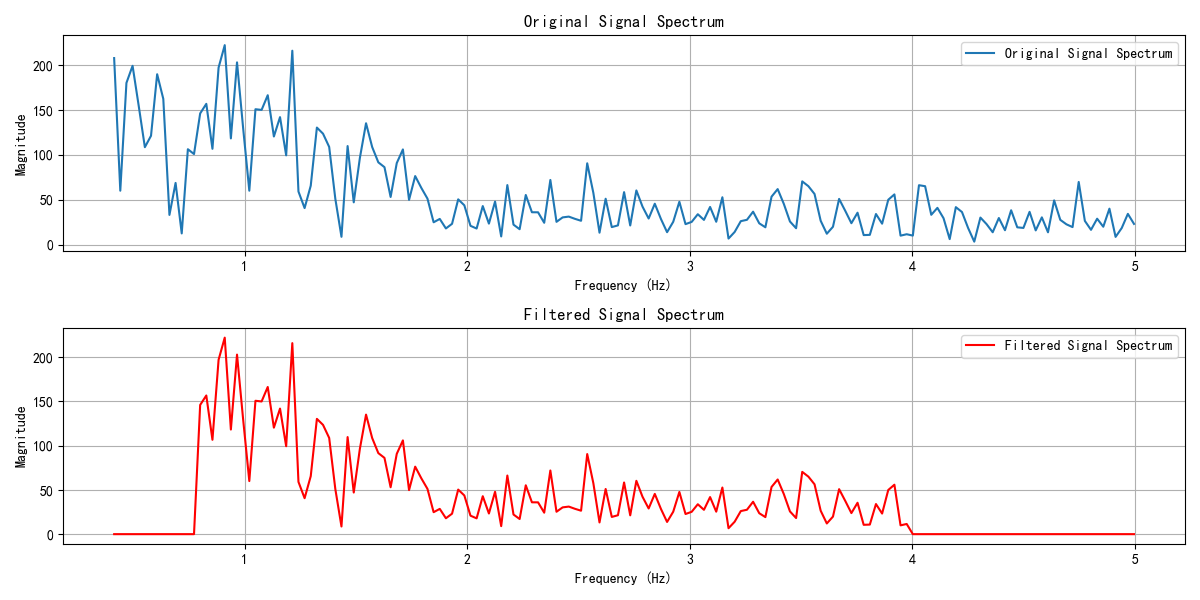 Original Signal Spectrum
Original Signal Spectrum
Magnitude
200
150
100
50
0
1 2 3 4 5
Frequency (Hz)
Filtered Signal Spectrum
Filtered Signal Spectrum
Magnitude
200
150
100
50
0
1 2 3 4 5
Frequency (Hz)